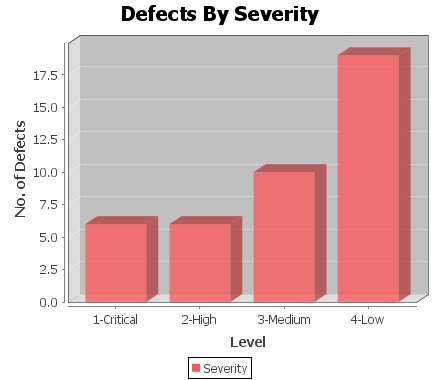 Defects By Severity
No. of Defects
17.5
15.0
12.5
10.0
7.5
5.0
2.5
0.0
1-Critical
2-High
3-Medium
4-Low
Level
Severity